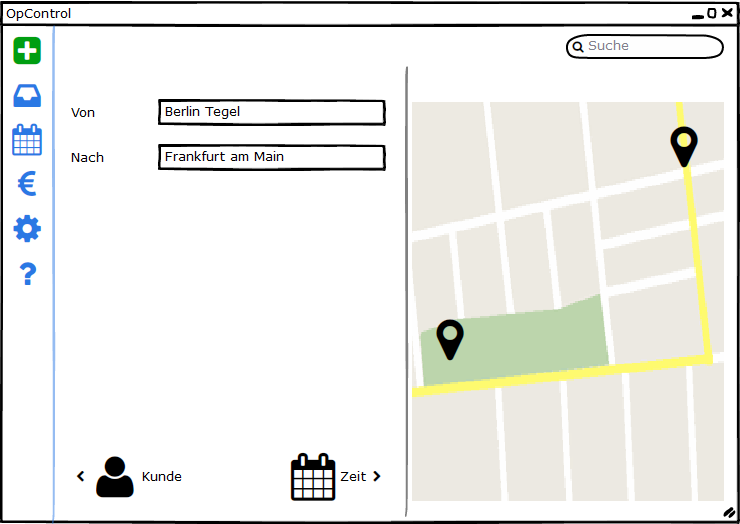 OpControl
Suche
Von
Berlin Tegel
Nach
Frankfurt am Main
€
?
Kunde
Zeit